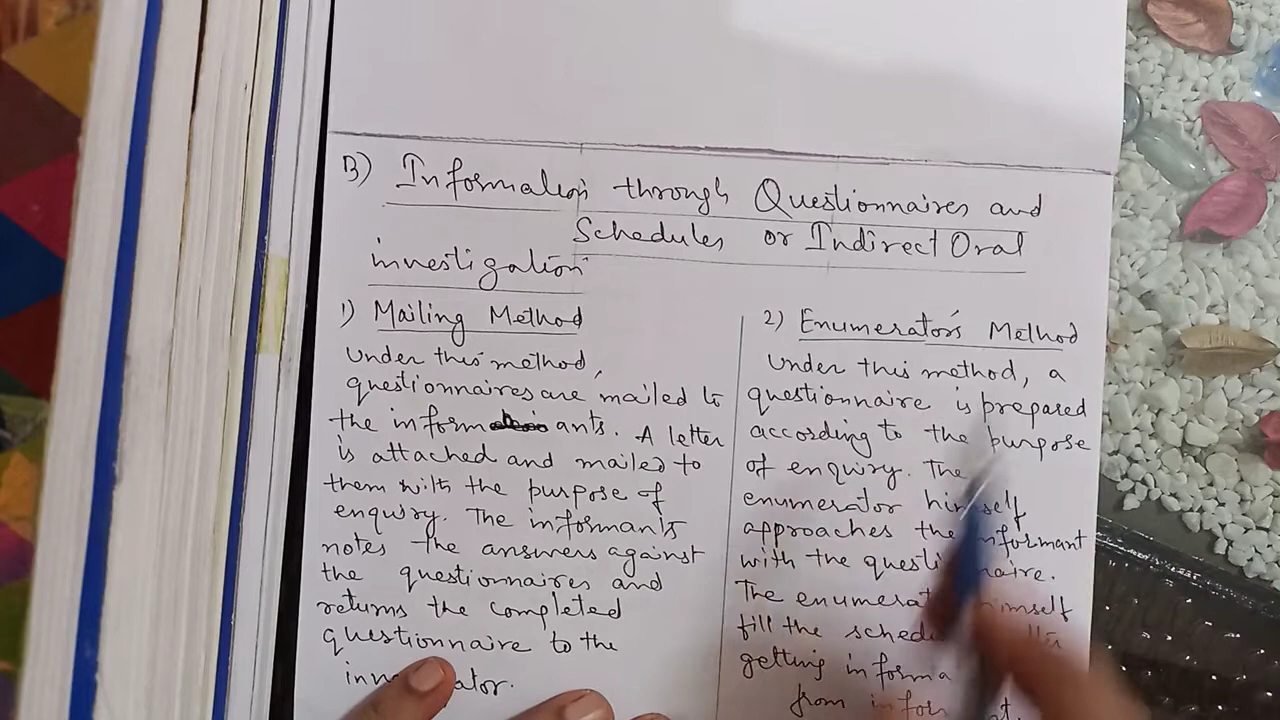 B) Information through Questionnaires and
Schedules or Indirect Oral
investigation
1) Mailing Method
Under this method,
questionnaires are mailed to
the informants. A letter
is attached and mailed to
them with the purpose of
enquiry. The informants
notes the answers against
the questionnaires and
returns the completed
questionnaire to the
2) Enumerator's Method
Under this method, a
questionnaire is prepared
according to the purpose
of enquiry. The
enumerator himself
approaches the informant
with the questionnaire.
The himself
fill the
getting
from